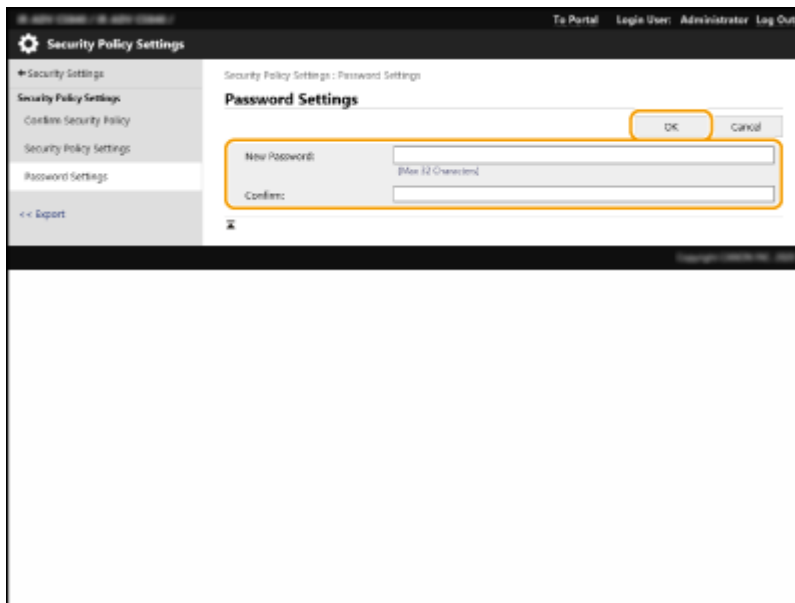 To Portal Login User: Administrator Log Out
Security Policy Settings
Security Settings
Security Policy Settings
Confirm Security Policy
Security Policy Settings
Password Settings
<< Export
Security Policy Settings : Password Settings
Password Settings
OK Cancel
New Password:
[Max 32 Characters]
Confirm: